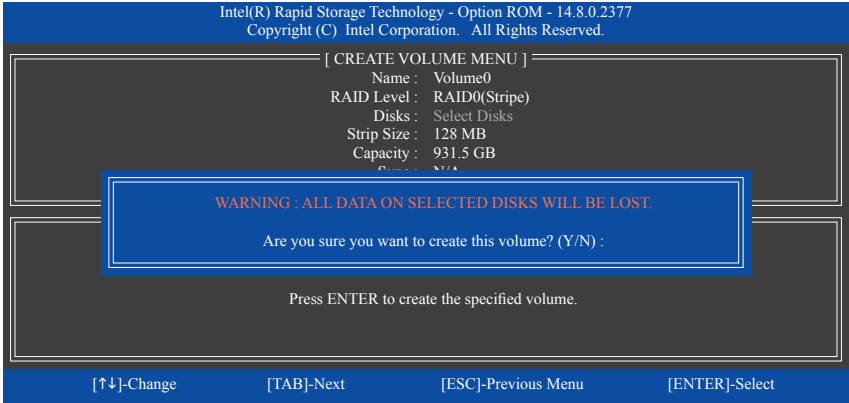 Intel(R) Rapid Storage Technology - Option ROM - 14.8.0.2377
Copyright (C) Intel Corporation. All Rights Reserved.
[ CREATE VOLUME MENU ]
Name : Volume0
RAID Level : RAID0(Stripe)
Disks : Select Disks
Strip Size : 128 MB
Capacity : 931.5 GB
Sync : N/A
WARNING : ALL DATA ON SELECTED DISKS WILL BE LOST.
Are you sure you want to create this volume? (Y/N) :
Press ENTER to create the specified volume.
[↑↓]-Change [TAB]-Next [ESC]-Previous Menu [ENTER]-Select